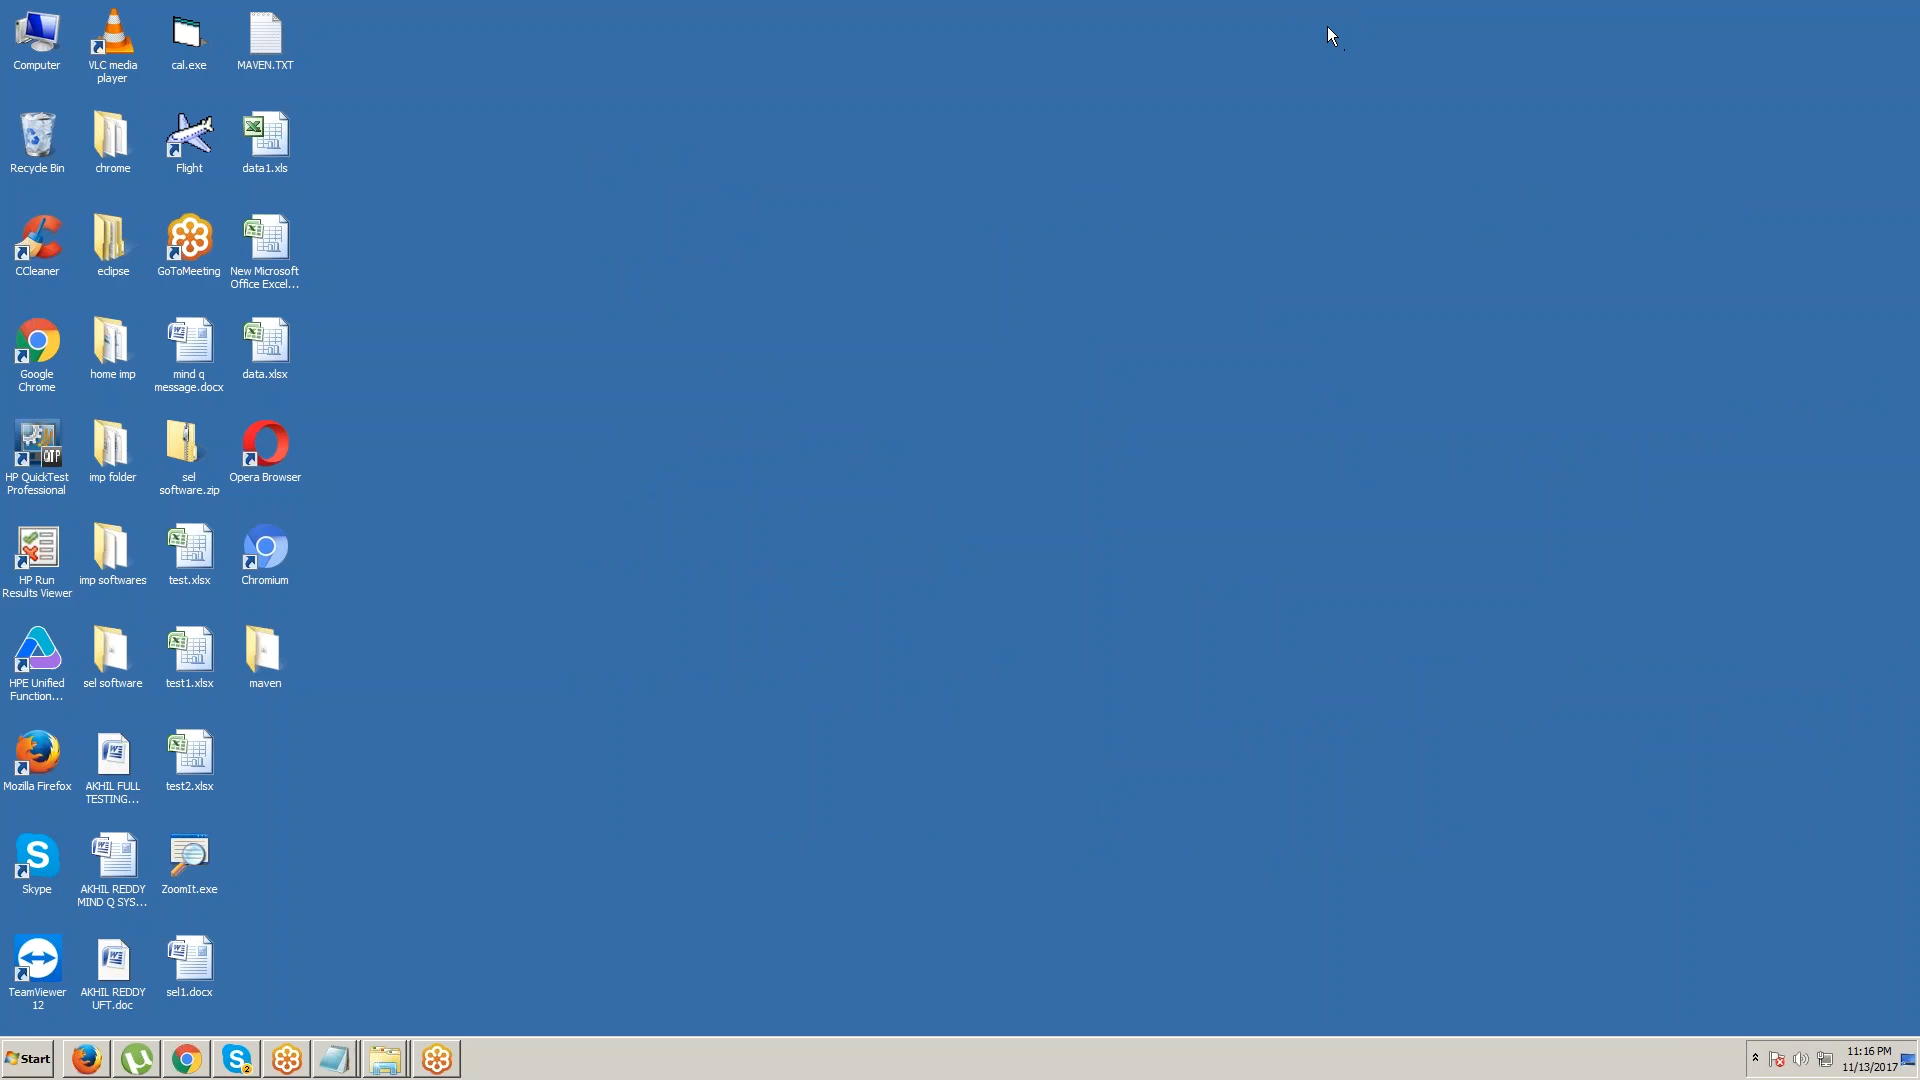 Computer
VLC media
player
cal.exe
MAVEN.TXT
Recycle Bin
chrome
Flight
data1.xls
CCleaner
eclipse
GoToMeeting
New Microsoft
Office Excel...
Google
Chrome
home imp
mind q
message.docx
data.xlsx
QTP
HP QuickTest
Professional
imp folder
sel
software.zip
Opera Browser
HP Run
Results Viewer
imp softwares
test.xlsx
Chromium
HPE Unified
Function...
sel software
test1.xlsx
maven
Mozilla Firefox
AKHIL FULL
TESTING...
test2.xlsx
Skype
AKHIL REDDY
MIND Q SYS...
ZoomIt.exe
TeamViewer
12
AKHIL REDDY
UFT.doc
sel1.docx
Start
2
11:16 PM
11/13/2017